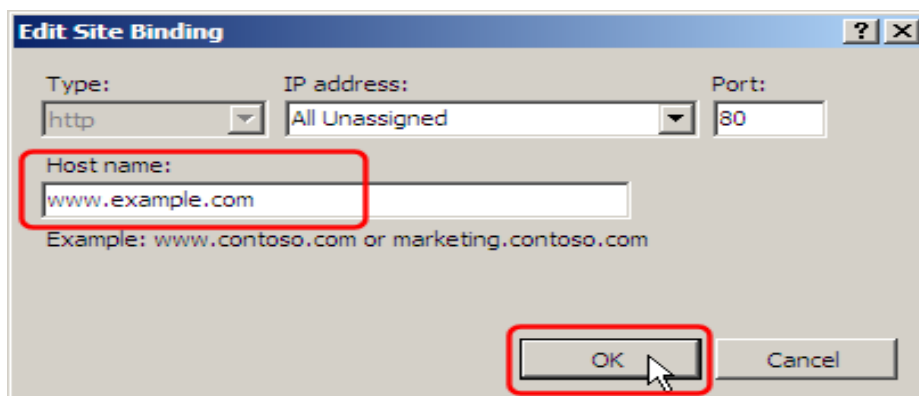 Edit Site Binding
Type: IP address: Port:
http All Unassigned 80
Host name:
www.example.com
Example: www.contoso.com or marketing.contoso.com
OK Cancel